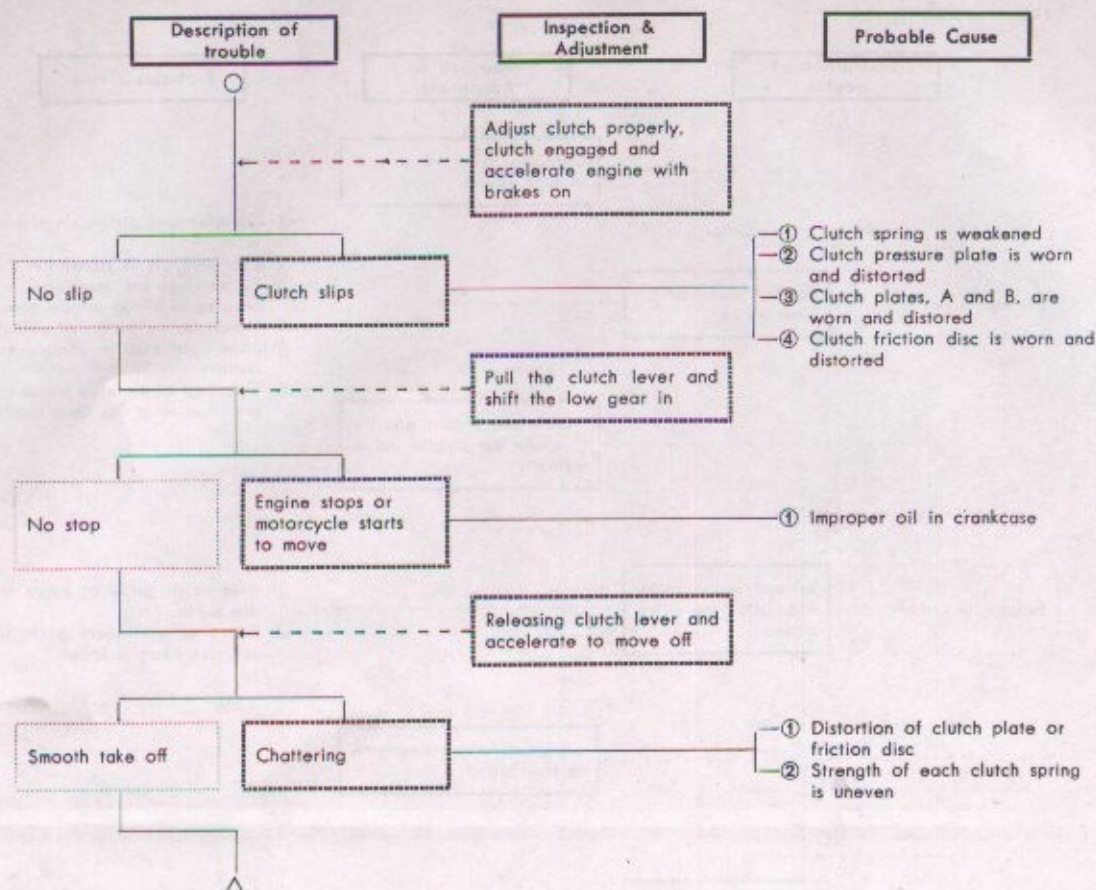 Description of
trouble
Inspection &
Adjustment
Probable Cause
Adjust clutch properly,
clutch engaged and
accelerate engine with
brakes on
No slip
Clutch slips
① Clutch spring is weakened
② Clutch pressure plate is worn
and distorted
③ Clutch plates, A and B, are
worn and distored
④ Clutch friction disc is worn and
distorted
Pull the clutch lever and
shift the low gear in
No stop
Engine stops or
motorcycle starts
to move
① Improper oil in crankcase
Releasing clutch lever and
accelerate to move off
Smooth take off
Chattering
① Distortion of clutch plate or
friction disc
② Strength of each clutch spring
is uneven